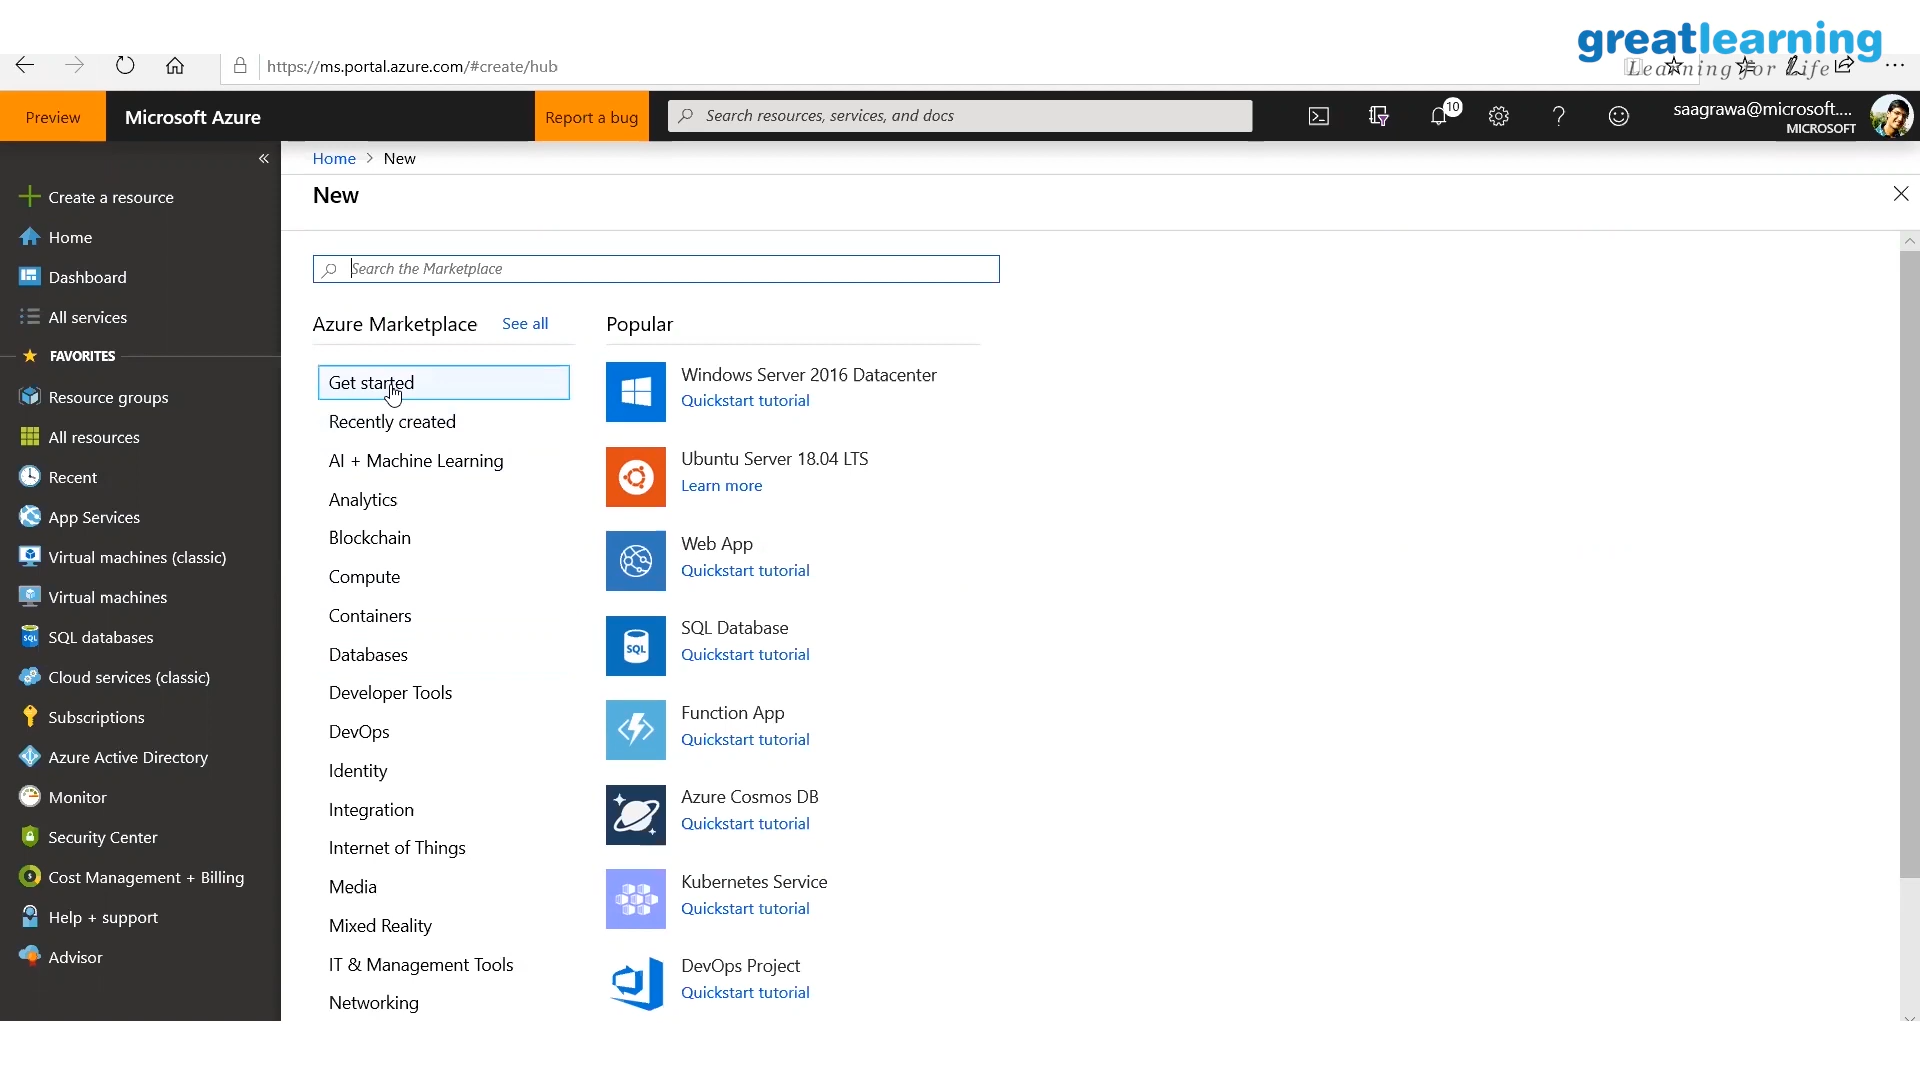 greatlearning
Learning for Life
https://ms.portal.azure.com/#create/hub
Preview
Microsoft Azure
Report a bug
Search resources, services, and docs
10
saagrawa@microsoft....
MICROSOFT
Home > New
New
Create a resource
Home
Dashboard
All services
FAVORITES
Resource groups
All resources
Recent
App Services
Virtual machines (classic)
Virtual machines
SQL databases
Cloud services (classic)
Subscriptions
Azure Active Directory
Monitor
Security Center
Cost Management + Billing
Help + support
Advisor
Search the Marketplace
Azure Marketplace See all
Get started
Recently created
AI + Machine Learning
Analytics
Blockchain
Compute
Containers
Databases
Developer Tools
DevOps
Identity
Integration
Internet of Things
Media
Mixed Reality
IT & Management Tools
Networking
Popular
Windows Server 2016 Datacenter
Quickstart tutorial
Ubuntu Server 18.04 LTS
Learn more
Web App
Quickstart tutorial
SQL
SQL Database
Quickstart tutorial
Function App
Quickstart tutorial
Azure Cosmos DB
Quickstart tutorial
Kubernetes Service
Quickstart tutorial
DevOps Project
Quickstart tutorial